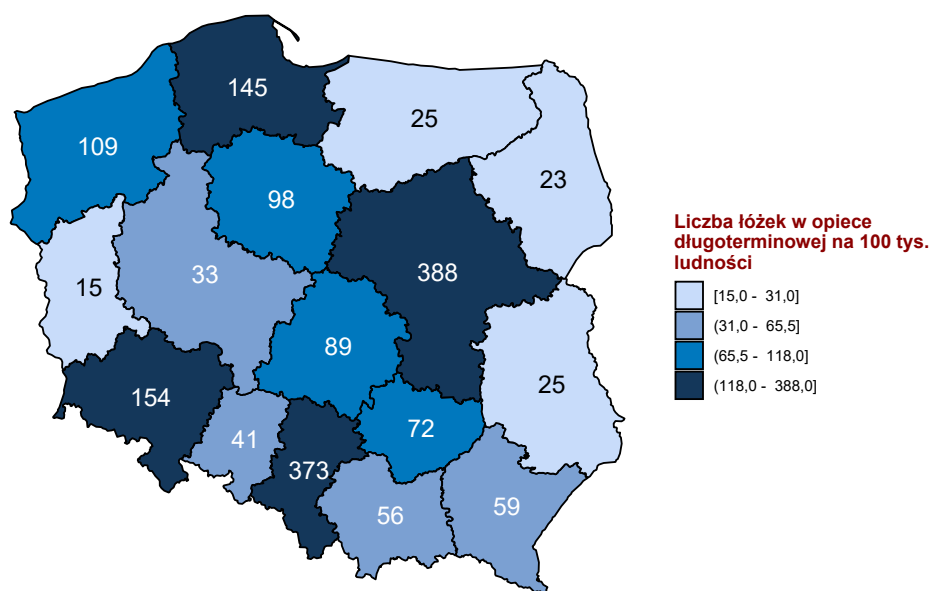 145
25
109
23
98
388
33
15
89
25
154
72
41
373
59
56
Liczba łóżek w opiece
długoterminowej na 100 tys.
ludności
[15,0 - 31,0]
(31,0 - 65,5]
(65,5 - 118,0]
(118,0 - 388,0]